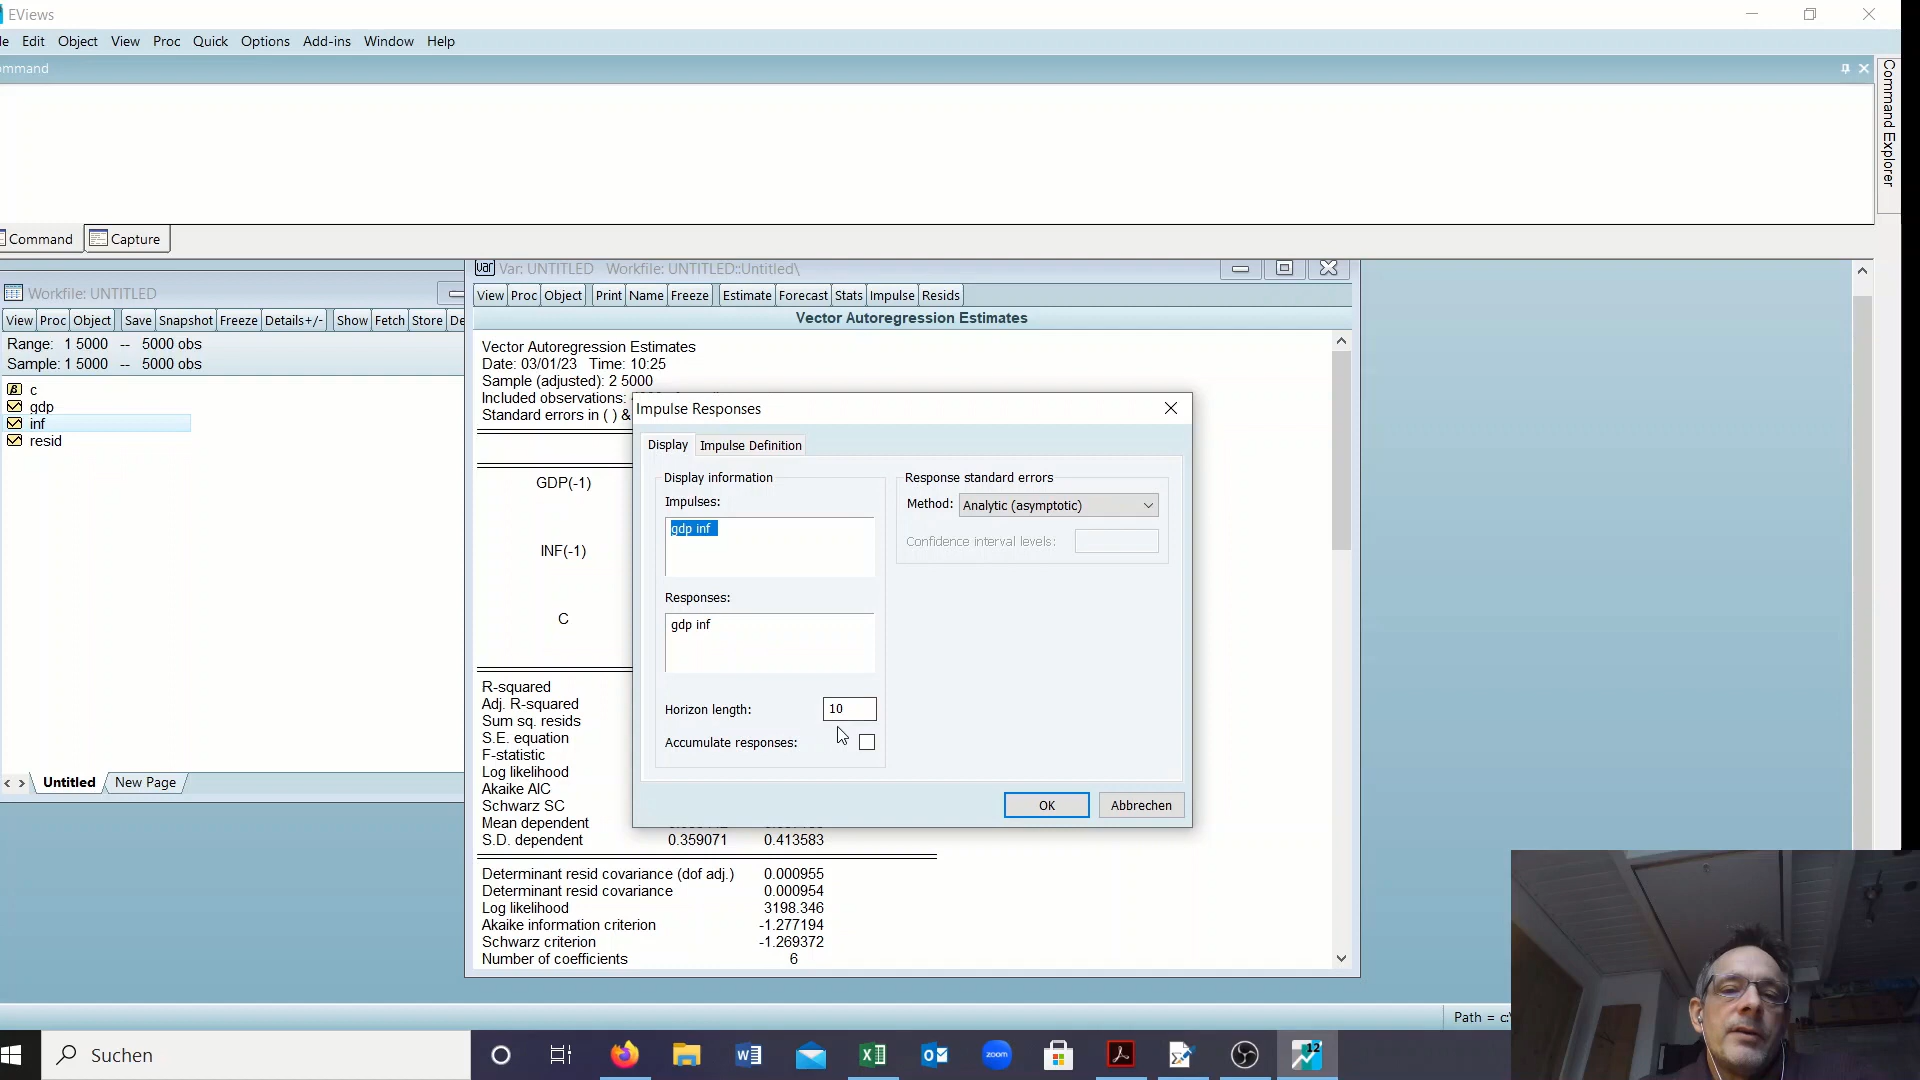 EViews
Edit Object View Proc Quick Options Add-ins Window Help
Command Explorer
Command
Capture
Workfile: UNTITLED
View Proc Object Save Snapshot Freeze Details+/- Show Fetch Store
Range: 1 5000 -- 5000 obs
Sample: 1 5000 -- 5000 obs
c
gdp
inf
resid
Untitled New Page
Var: UNTITLED Workfile: UNTITLED::Untitled\
View Proc Object Print Name Freeze Estimate Forecast Stats Impulse Resids
Vector Autoregression Estimates
Vector Autoregression Estimates
Date: 03/01/23 Time: 10:25
Sample (adjusted): 2 5000
Included observations:
Standard errors in ( ) &
GDP(-1)
INF(-1)
C
R-squared
Adj. R-squared
Sum sq. resids
S.E. equation
F-statistic
Log likelihood
Akaike AIC
Schwarz SC
Mean dependent
S.D. dependent 0.359071 0.413583
Determinant resid covariance (dof adj.) 0.000955
Determinant resid covariance 0.000954
Log likelihood 3198.346
Akaike information criterion -1.277194
Schwarz criterion -1.269372
Number of coefficients 6
Impulse Responses
Display Impulse Definition
Display information
Impulses:
gdp inf
Responses:
gdp inf
Horizon length: 10
Accumulate responses:
Response standard errors
Method: Analytic (asymptotic)
Confidence interval levels:
OK Abbrechen
Path = c:\
Suchen
zoom
12